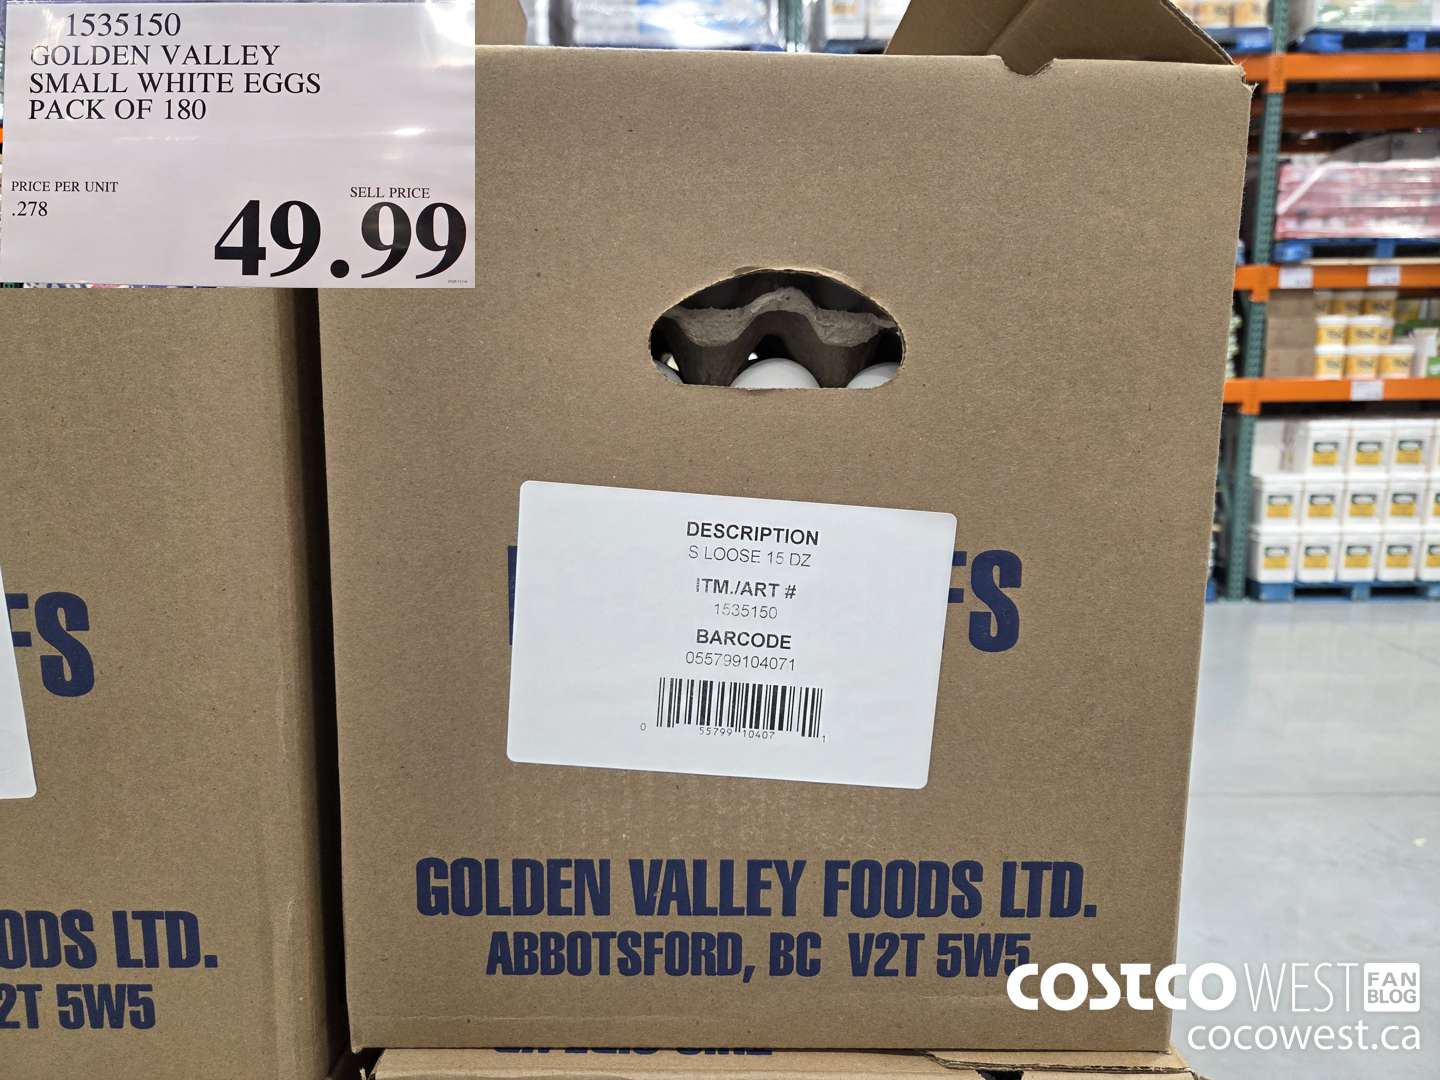 1535150
GOLDEN VALLEY
SMALL WHITE EGGS
PACK OF 180
PRICE PER UNIT
.278
SELL PRICE
49.99
DESCRIPTION
S LOOSE 15 DZ
ITM./ART #
1535150
BARCODE
055799104071
0 55799 10407 1
FS
FS
GOLDEN VALLEY FOODS LTD.
ABBOTSFORD, BC V2T 5W5
ODS LTD.
2T 5W5
COSTCO WEST FAN BLOG
cocowest.ca